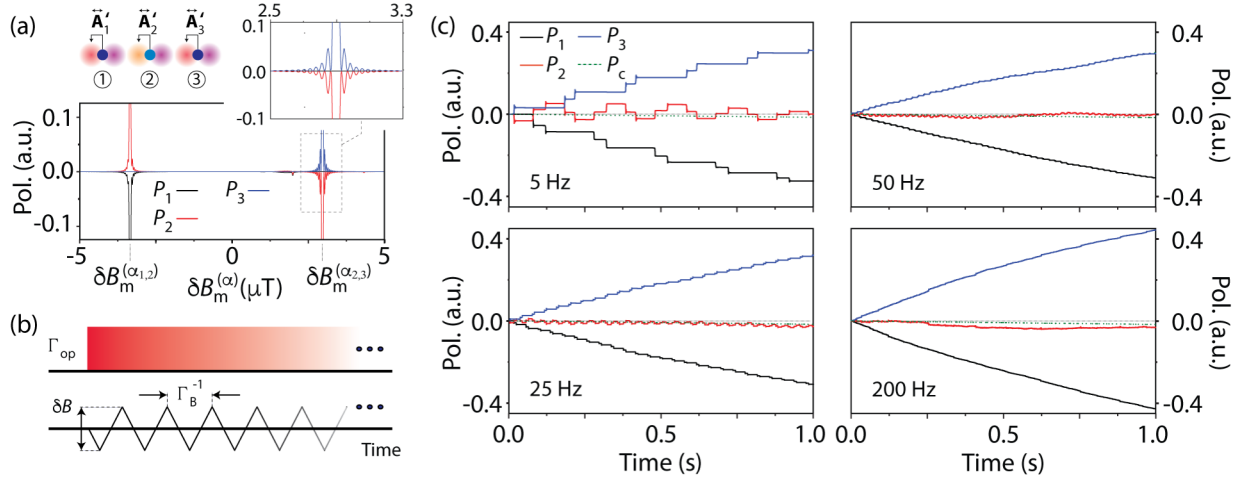 (a)
A'₁ A'₂ A'₃
① ② ③
2.5 3.3
0.1
0.0
-0.1
0.1
0
-0.1
Pol. (a.u.)
P₁ P₃
P₂
-5 0 5
δBₘ^(α₁,₂) δBₘ^(α) (μT) δBₘ^(α₂,₃)
(b)
Γop
•••
δB Γ_B⁻¹ •••
Time
(c)
0.4
0.0
-0.4
Pol. (a.u.)
P₁ P₃
P₂ P_c
5 Hz
50 Hz
0.4
0.0
-0.4
Pol. (a.u.)
0.4
0.0
-0.4
Pol. (a.u.)
25 Hz
0.0 0.5 1.0
Time (s)
200 Hz
0.4
0.0
-0.4
Pol. (a.u.)
0.0 0.5 1.0
Time (s)